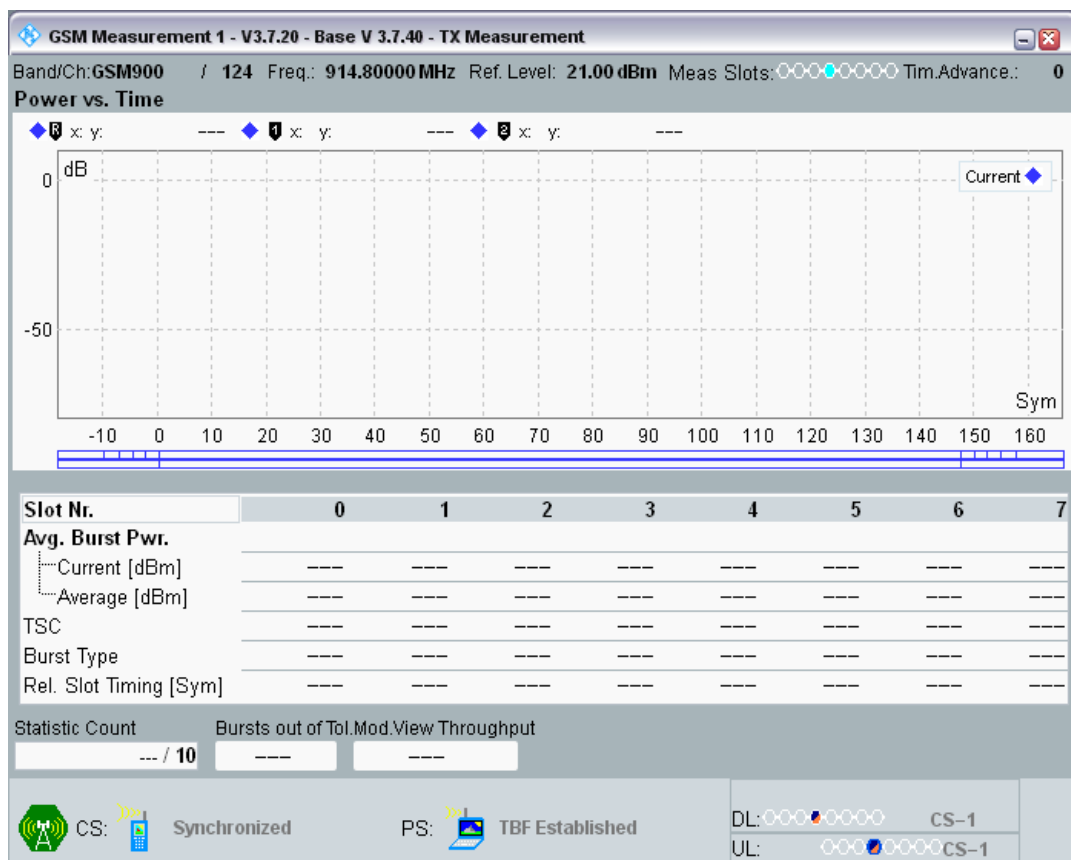 GSM Measurement 1 - V3.7.20 - Base V 3.7.40 - TX Measurement
Band/Ch:GSM900 / 124 Freq.: 914.80000 MHz Ref. Level: 21.00 dBm Meas Slots: Tim.Advance.: 0
Power vs. Time
R x: y: --- 1 x: y: --- 2 x: y: ---
dB
0
Current
-50
Sym
-10 0 10 20 30 40 50 60 70 80 90 100 110 120 130 140 150 160
Slot Nr. 0 1 2 3 4 5 6 7
Avg. Burst Pwr.
Current [dBm] --- --- --- --- --- --- --- ---
Average [dBm] --- --- --- --- --- --- --- ---
TSC --- --- --- --- --- --- --- ---
Burst Type --- --- --- --- --- --- --- ---
Rel. Slot Timing [Sym] --- --- --- --- --- --- --- ---
Statistic Count Bursts out of Tol.Mod.View Throughput
--- / 10 --- ---
CS: Synchronized PS: TBF Established
DL: CS-1
UL: CS-1